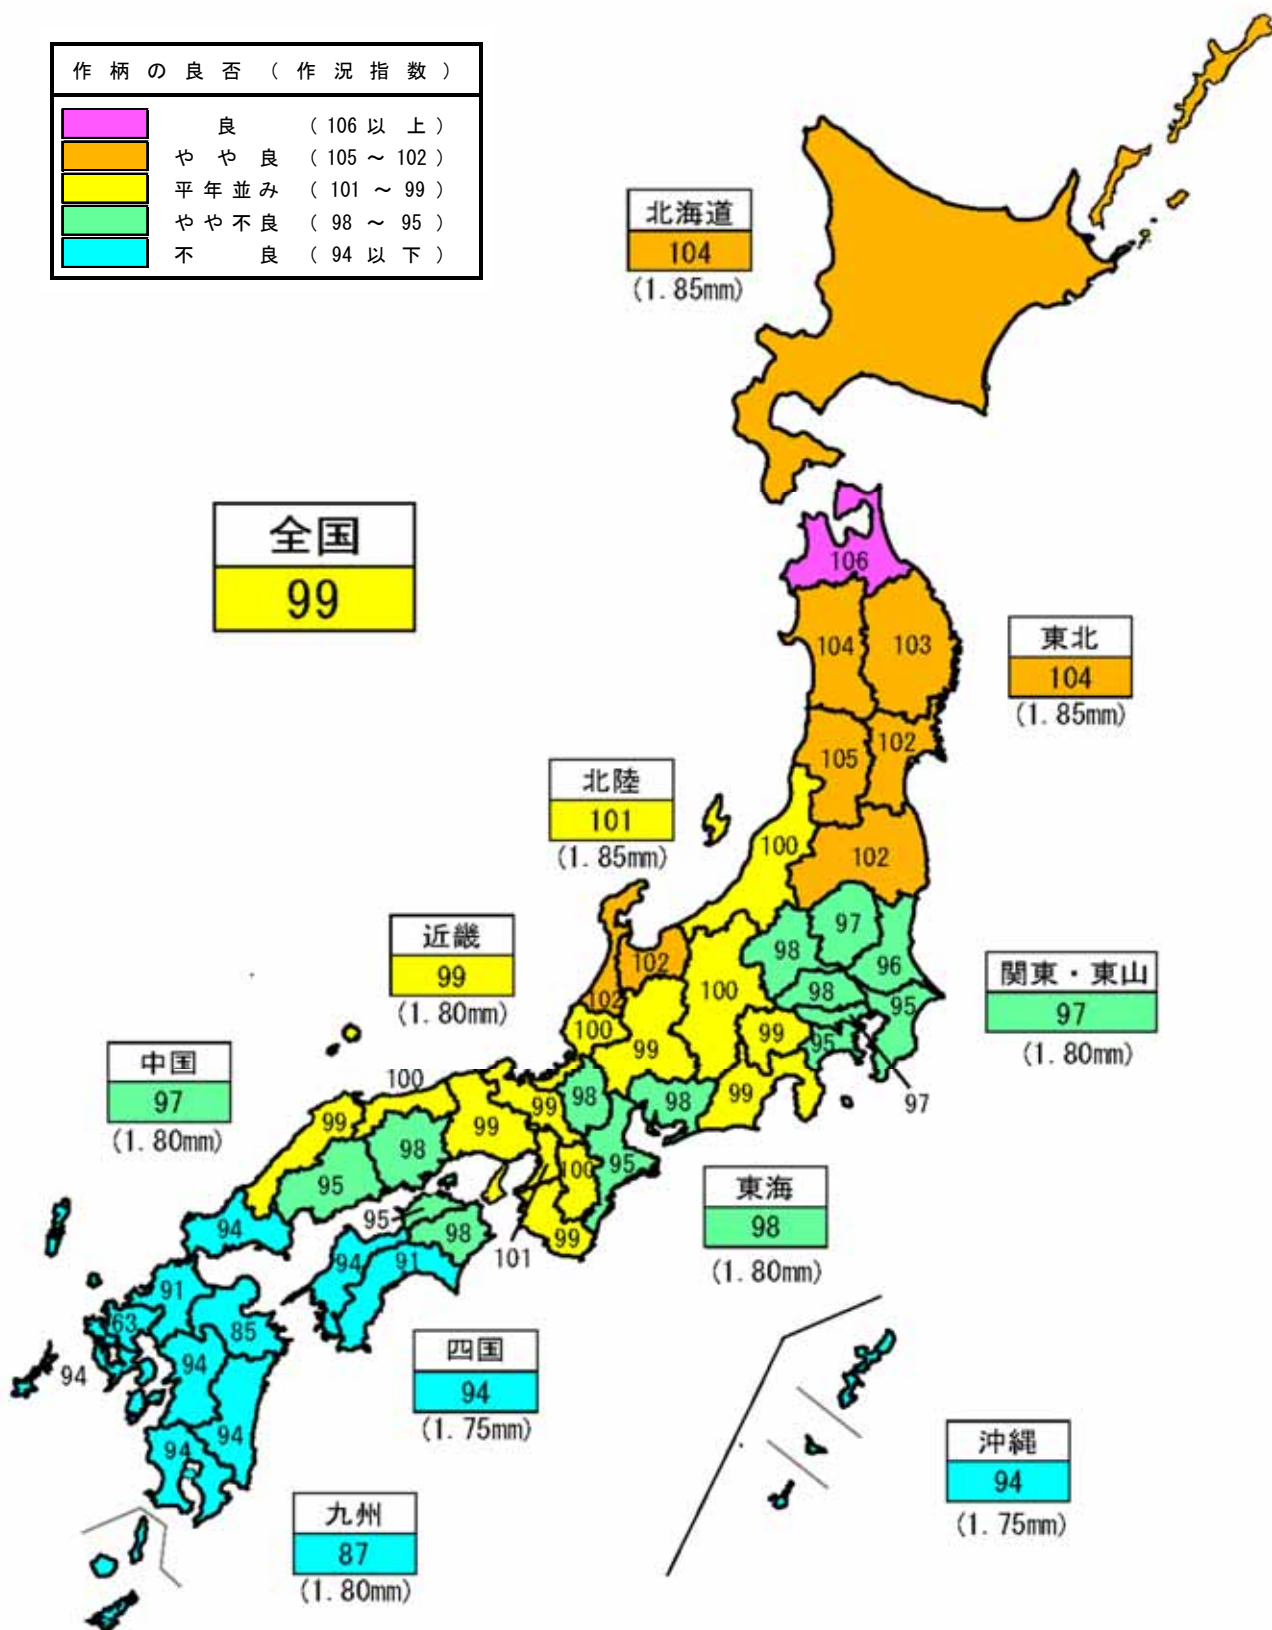 作柄の良否（作況指数）
良 （106以上）
やや良 （105～102）
平年並み （101～99）
やや不良 （98～95）
不良 （94以下）
北海道
104
(1.85mm)
全国
99
106
104
103
東北
104
(1.85mm)
105
102
北陸
101
(1.85mm)
100
102
近畿
99
(1.80mm)
97
98
96
102
102
100
98
95
関東・東山
97
(1.80mm)
100
99
99
95
97
中国
97
(1.80mm)
100
99
99
99
98
98
99
98
95
95
100
95
98
101
99
東海
98
(1.80mm)
94
94
91
91
63
85
94
94
94
94
四国
94
(1.75mm)
沖縄
94
(1.75mm)
九州
87
(1.80mm)